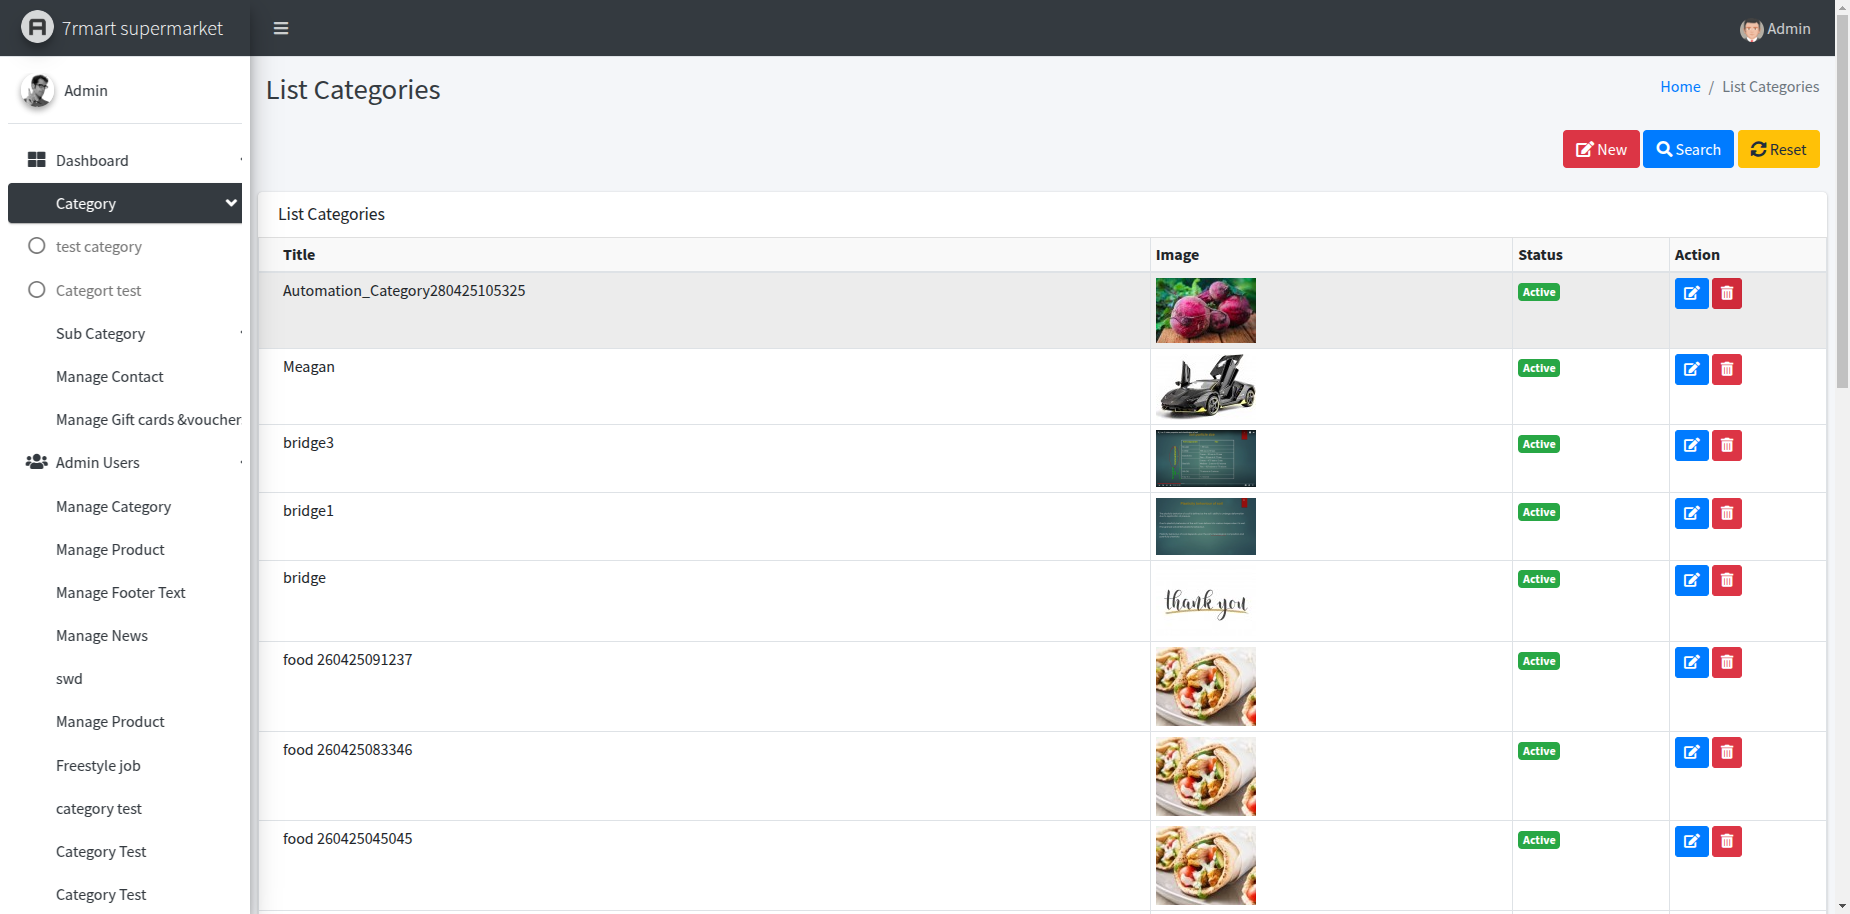 7rmart supermarket
Admin
Admin
List Categories
Home / List Categories
New
Search
Reset
Dashboard
Category
test category
Categort test
Sub Category
Manage Contact
Manage Gift cards &voucher
Admin Users
Manage Category
Manage Product
Manage Footer Text
Manage News
swd
Manage Product
Freestyle job
category test
Category Test
Category Test
List Categories
Title Image Status Action
Automation_Category280425105325 Active
Meagan Active
bridge3 Active
bridge1 Active
bridge thank you Active
food 260425091237 Active
food 260425083346 Active
food 260425045045 Active